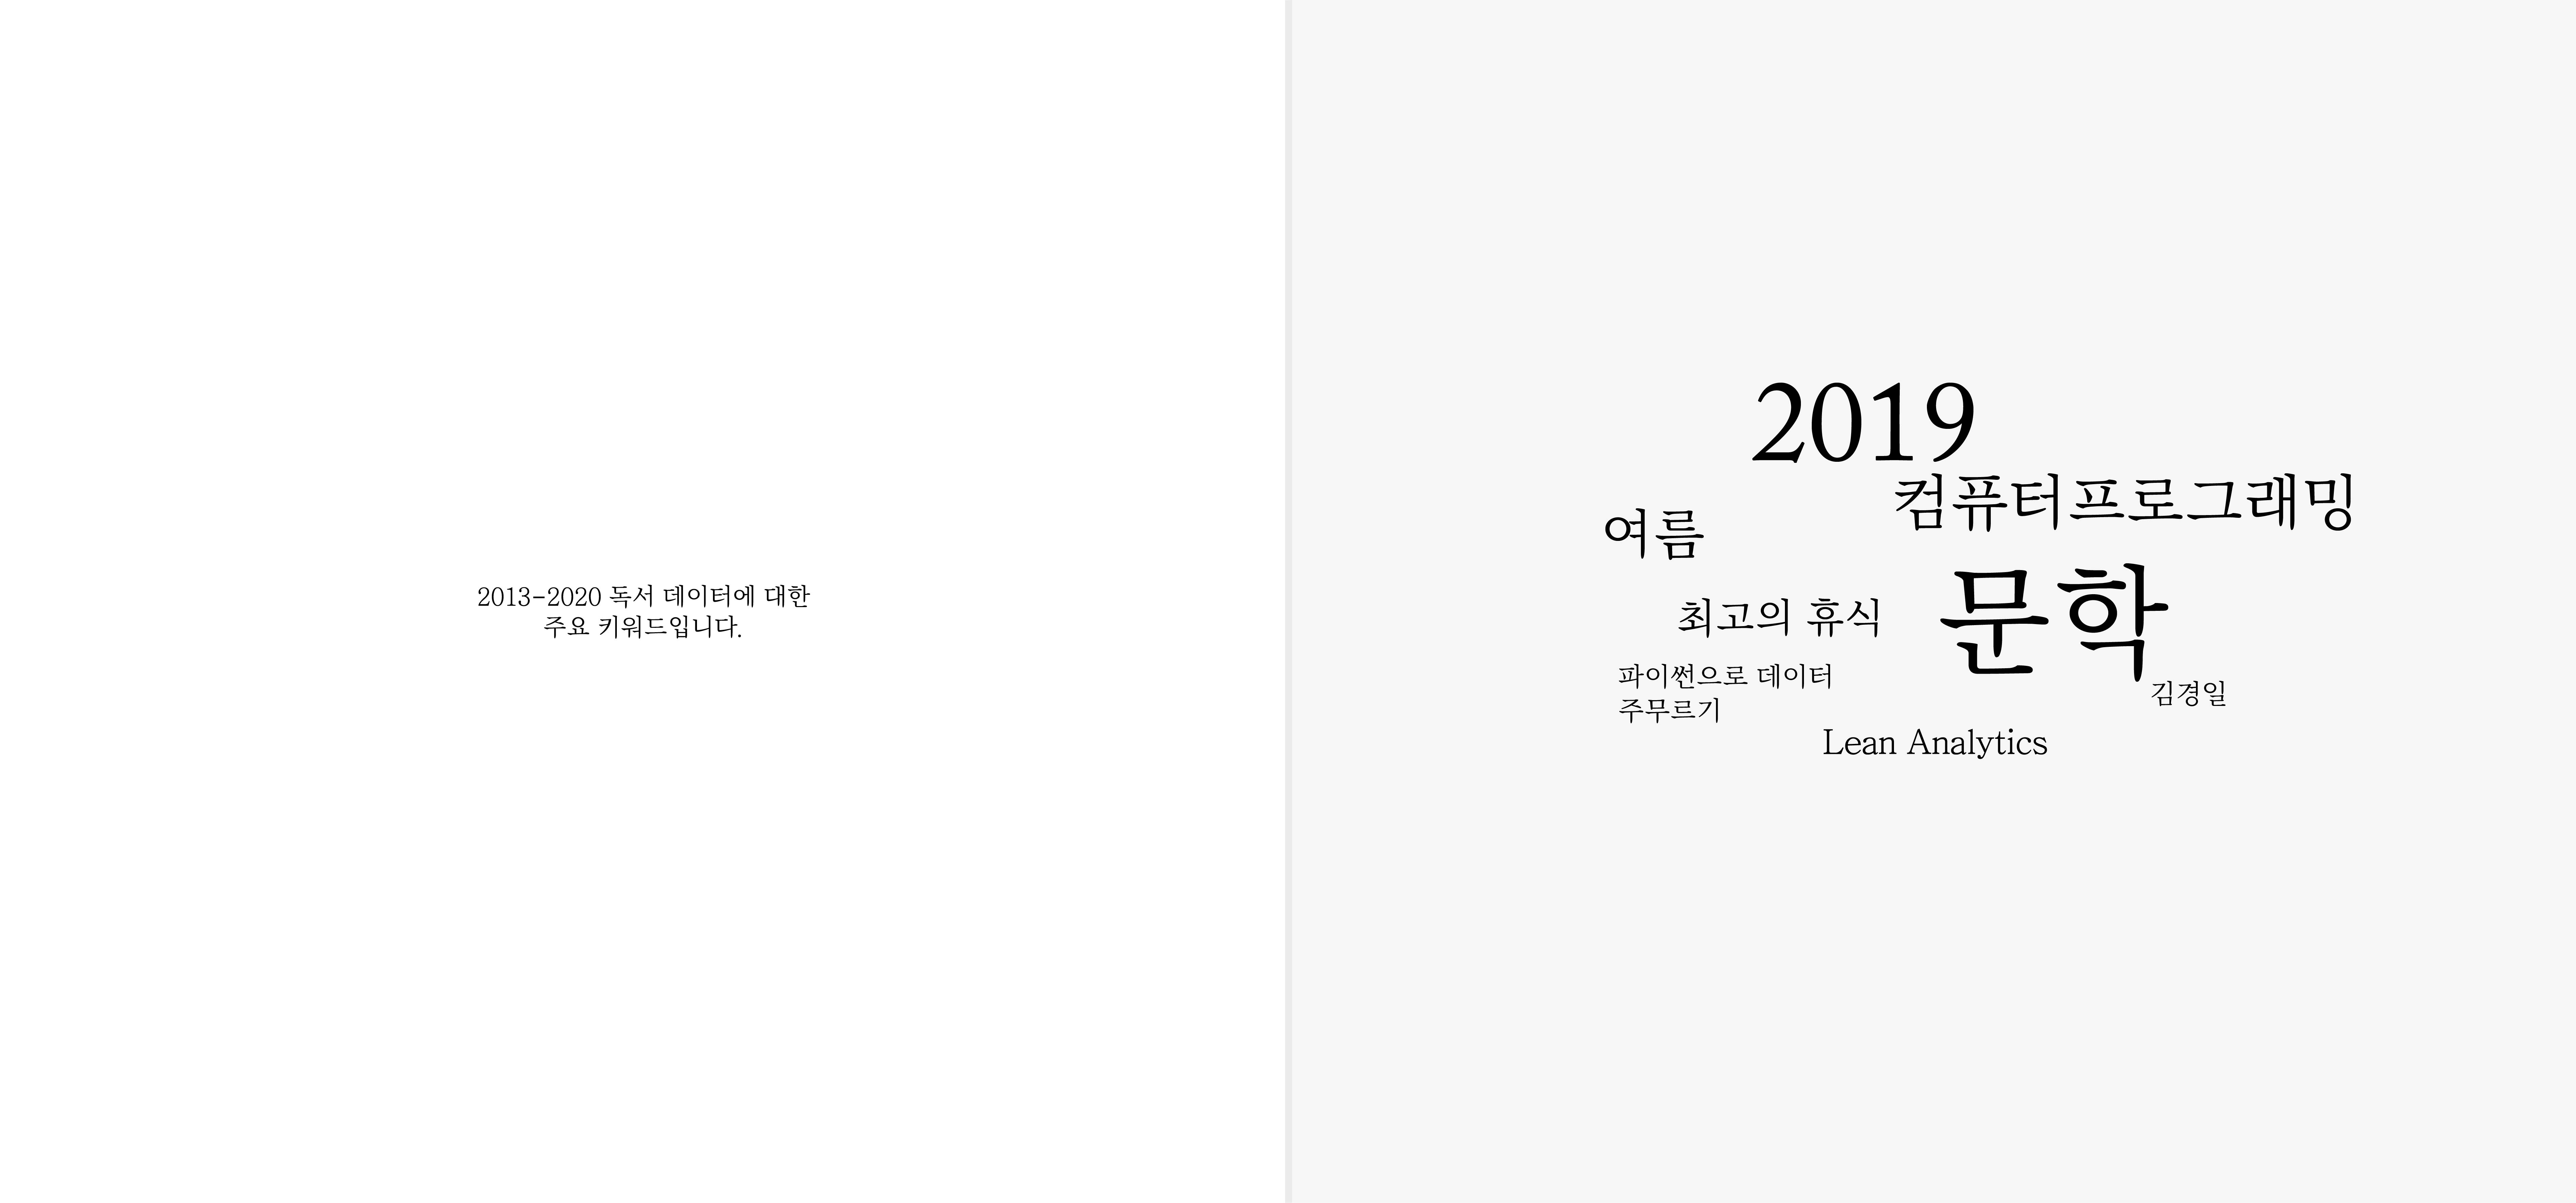 2013-2020 독서 데이터에 대한
주요 키워드입니다.
2019
컴퓨터프로그래밍
여름
문학
최고의 휴식
파이썬으로 데이터
주무르기
김경일
Lean Analytics